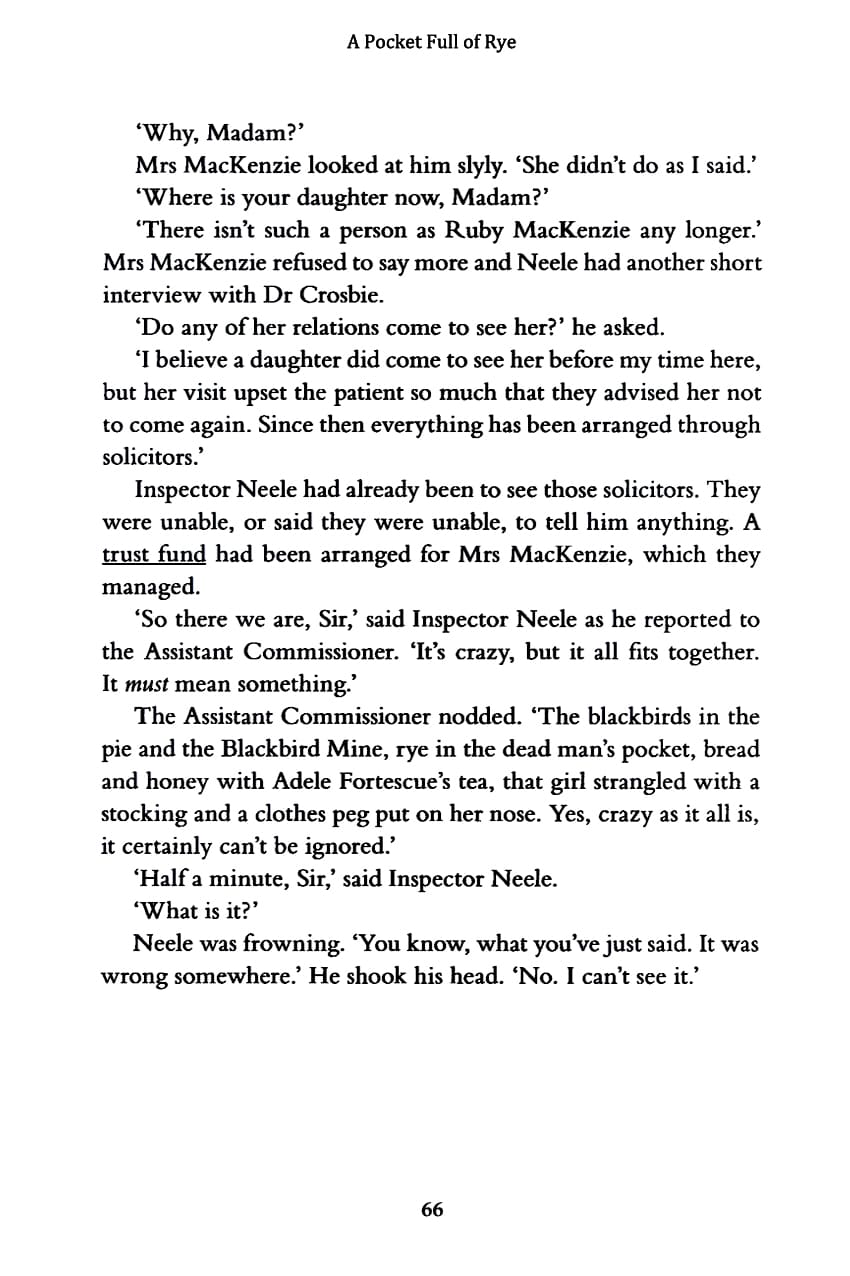 A Pocket Full of Rye
‘Why, Madam?’
Mrs MacKenzie looked at him slyly. ‘She didn’t do as I said.’
‘Where is your daughter now, Madam?’
‘There isn’t such a person as Ruby MacKenzie any longer.’
Mrs MacKenzie refused to say more and Neele had another short
interview with Dr Crosbie.
‘Do any of her relations come to see her?’ he asked.
‘I believe a daughter did come to see her before my time here,
but her visit upset the patient so much that they advised her not
to come again. Since then everything has been arranged through
solicitors.’
Inspector Neele had already been to see those solicitors. They
were unable, or said they were unable, to tell him anything. A
trust fund had been arranged for Mrs MacKenzie, which they
managed.
‘So there we are, Sir,’ said Inspector Neele as he reported to
the Assistant Commissioner. ‘It’s crazy, but it all fits together.
It must mean something.’
The Assistant Commissioner nodded. ‘The blackbirds in the
pie and the Blackbird Mine, rye in the dead man’s pocket, bread
and honey with Adele Fortescue’s tea, that girl strangled with a
stocking and a clothes peg put on her nose. Yes, crazy as it all is,
it certainly can’t be ignored.’
‘Half a minute, Sir,’ said Inspector Neele.
‘What is it?’
Neele was frowning. ‘You know, what you’ve just said. It was
wrong somewhere.’ He shook his head. ‘No. I can’t see it.’
66